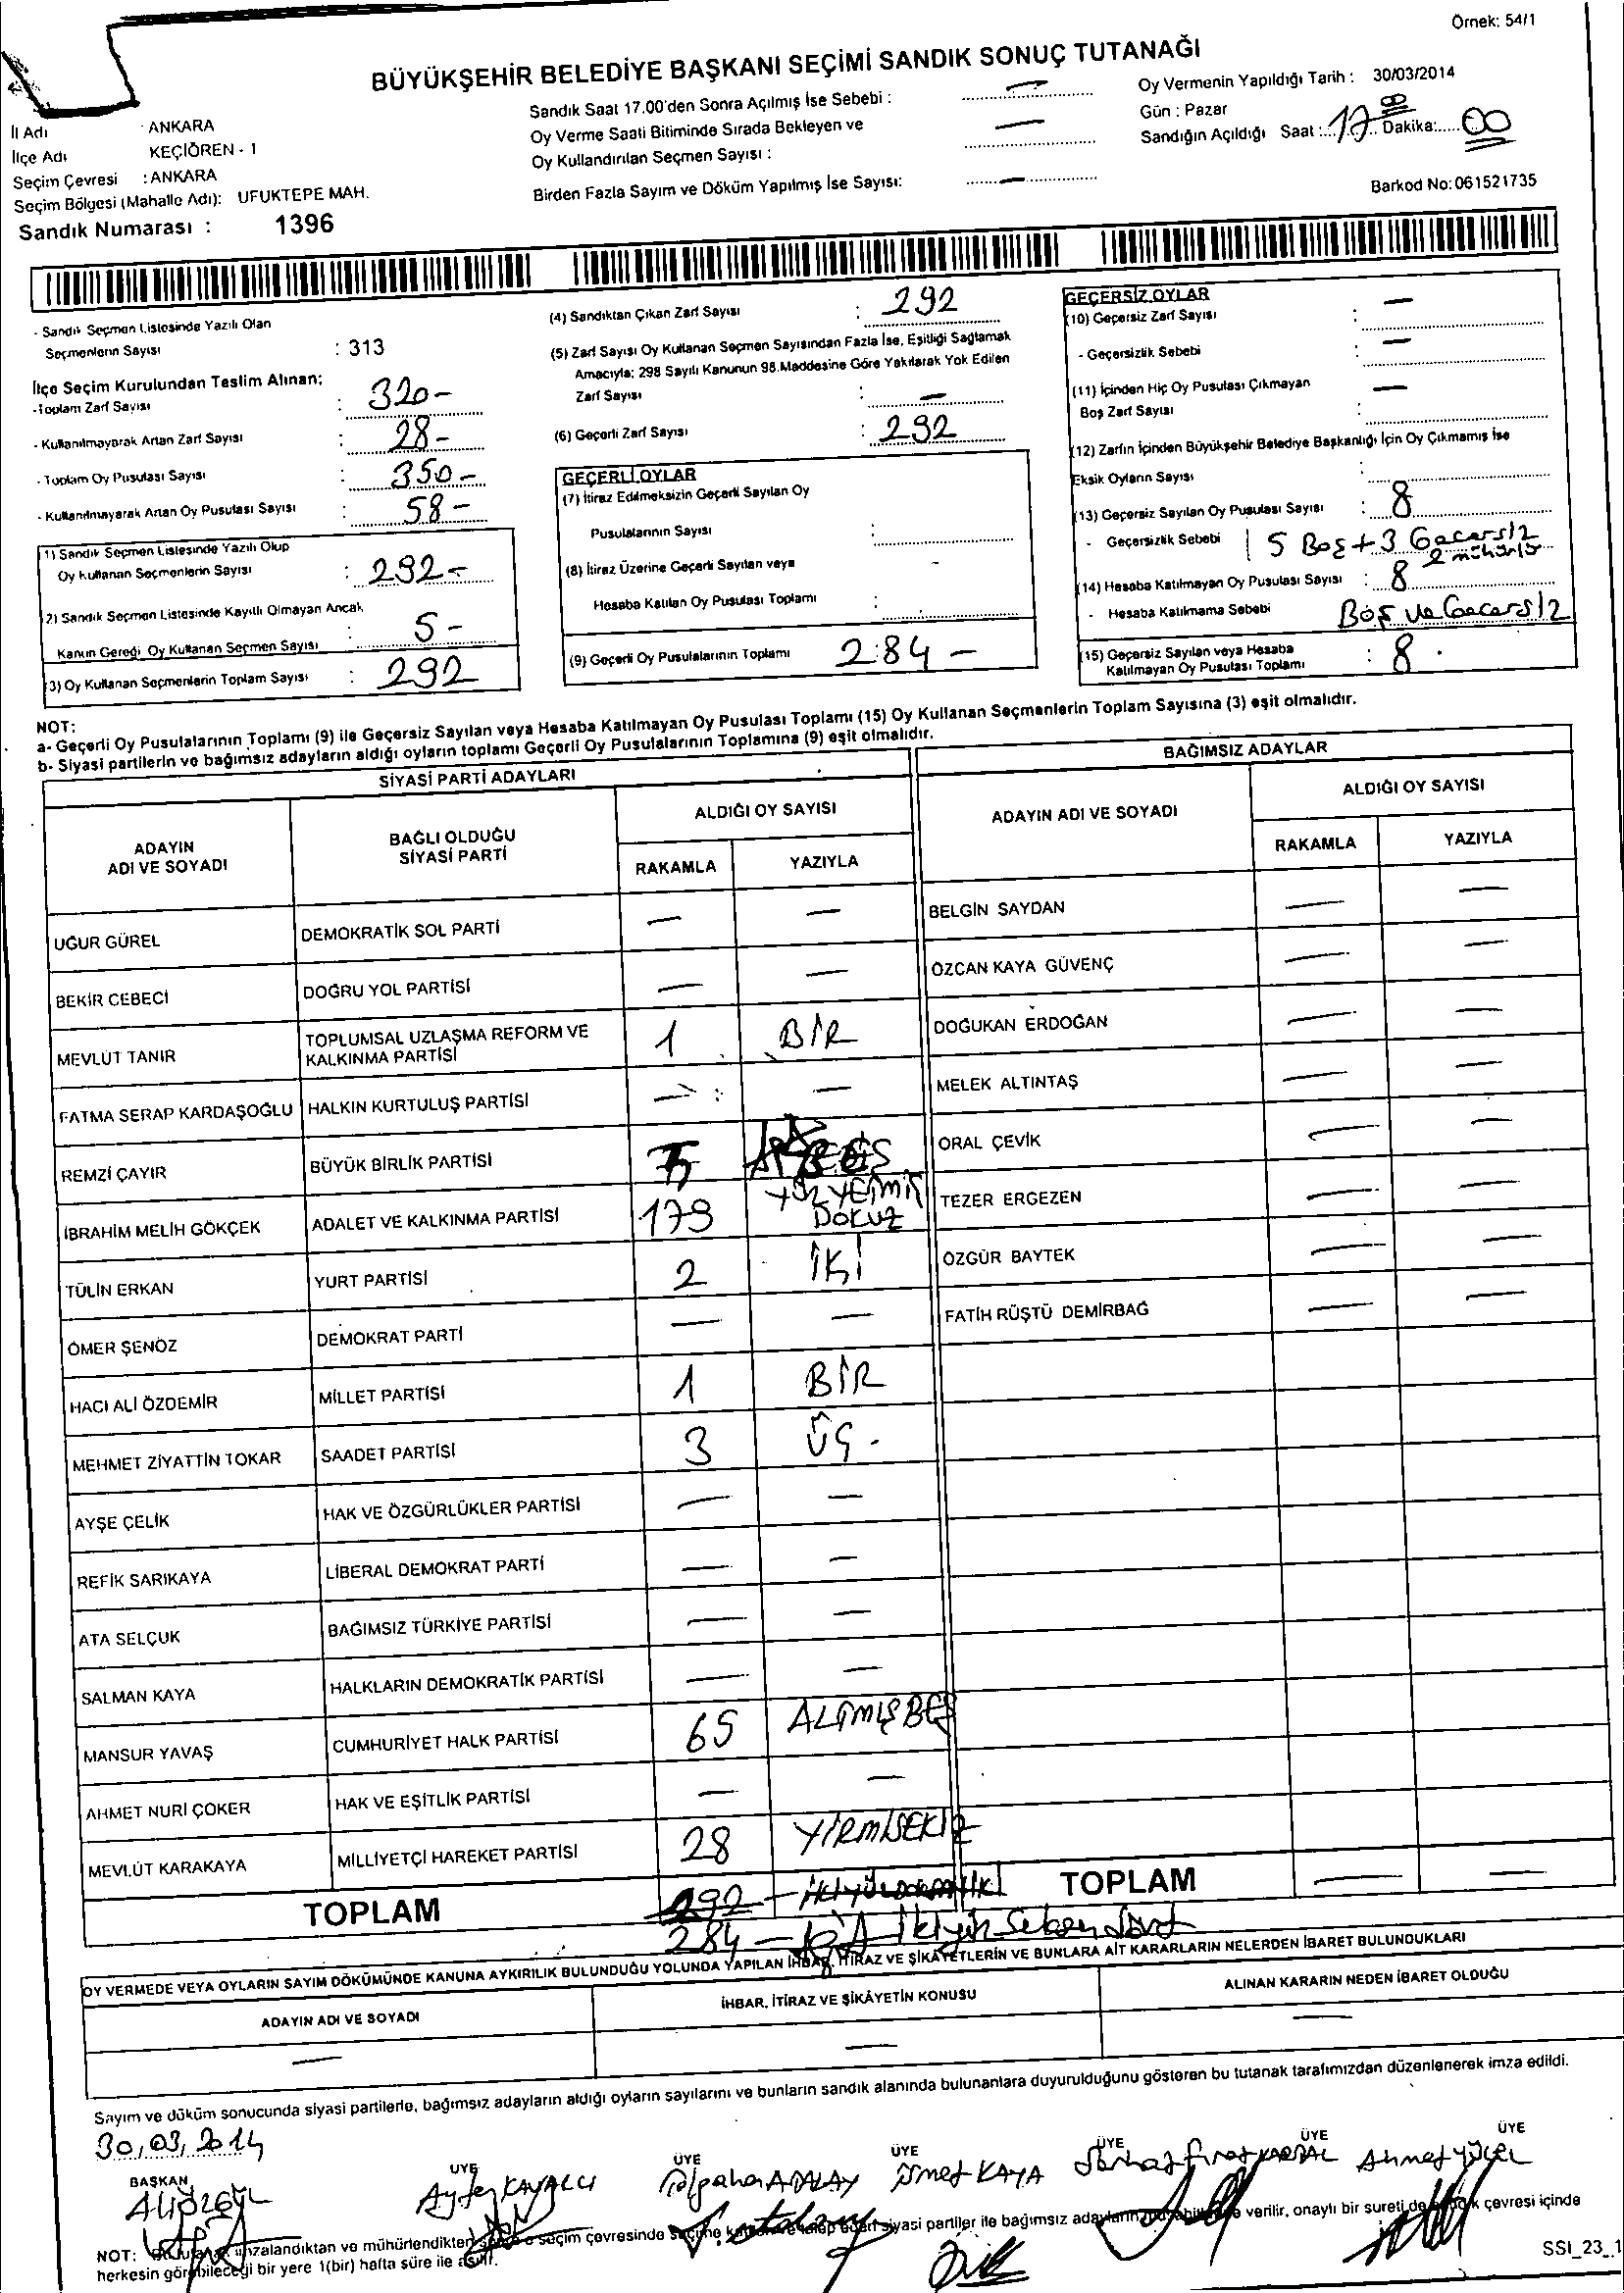 Örnek: 54/1
BÜYÜKŞEHİR BELEDİYE BAŞKANI SEÇİMİ SANDIK SONUÇ TUTANAĞI
İl Adı : ANKARA
İlçe Adı KEÇİÖREN - 1
Seçim Çevresi : ANKARA
Seçim Bölgesi (Mahalle Adı): UFUKTEPE MAH.
Sandık Numarası : 1396
Sandık Saat 17.00'den Sonra Açılmış İse Sebebi : —
Oy Verme Saati Bitiminde Sırada Bekleyen ve
Oy Kullandırılan Seçmen Sayısı : —
Birden Fazla Sayım ve Döküm Yapılmış İse Sayısı: —
Oy Vermenin Yapıldığı Tarih : 30/03/2014
Gün : Pazar
Sandığın Açıldığı Saat : 17 00 Dakika: 00
Barkod No: 061521735
- Sandık Seçmen Listesinde Yazılı Olan
Seçmenlerin Sayısı : 313
İlçe Seçim Kurulundan Teslim Alınan:
- Toplam Zarf Sayısı : 320 -
- Kullanılmayarak Artan Zarf Sayısı : 28 -
- Toplam Oy Pusulası Sayısı : 350 -
- Kullanılmayarak Artan Oy Pusulası Sayısı : 58 -
(1) Sandık Seçmen Listesinde Yazılı Olup
Oy Kullanan Seçmenlerin Sayısı : 292 -
(2) Sandık Seçmen Listesinde Kayıtlı Olmayan Ancak
Kanun Gereği Oy Kullanan Seçmen Sayısı : 5 -
(3) Oy Kullanan Seçmenlerin Toplam Sayısı : 292
(4) Sandıktan Çıkan Zarf Sayısı : 292
(5) Zarf Sayısı Oy Kullanan Seçmen Sayısından Fazla İse, Eşitliği Sağlamak
Amacıyla; 298 Sayılı Kanunun 98.Maddesine Göre Yakılarak Yok Edilen
Zarf Sayısı : —
(6) Geçerli Zarf Sayısı : 292
GEÇERLİ OYLAR
(7) İtiraz Edilmeksizin Geçerli Sayılan Oy
Pusulalarının Sayısı :
(8) İtiraz Üzerine Geçerli Sayılan veya -
Hesaba Katılan Oy Pusulası Toplamı :
(9) Geçerli Oy Pusulalarının Toplamı 284 -
GEÇERSİZ OYLAR
(10) Geçersiz Zarf Sayısı : —
- Geçersizlik Sebebi : —
(11) İçinden Hiç Oy Pusulası Çıkmayan —
Boş Zarf Sayısı :
(12) Zarfın İçinden Büyükşehir Belediye Başkanlığı İçin Oy Çıkmamış İse
Eksik Oyların Sayısı :
(13) Geçersiz Sayılan Oy Pusulası Sayısı : 8
- Geçersizlik Sebebi 5 Boş + 3 Gecersiz
2 mühürlü
(14) Hesaba Katılmayan Oy Pusulası Sayısı : 8
- Hesaba Katılmama Sebebi Boş ve Gecersiz
(15) Geçersiz Sayılan veya Hesaba
Katılmayan Oy Pusulası Toplamı : 8
NOT:
a- Geçerli Oy Pusulalarının Toplamı (9) ile Geçersiz Sayılan veya Hesaba Katılmayan Oy Pusulası Toplamı (15) Oy Kullanan Seçmenlerin Toplam Sayısına (3) eşit olmalıdır.
b- Siyasi partilerin ve bağımsız adayların aldığı oyların toplamı Geçerli Oy Pusulalarının Toplamına (9) eşit olmalıdır.
SİYASİ PARTİ ADAYLARI
ADAYIN ADI VE SOYADI BAĞLI OLDUĞU SİYASİ PARTİ ALDIĞI OY SAYISI
RAKAMLA YAZIYLA
UĞUR GÜREL DEMOKRATİK SOL PARTİ — —
BEKİR CEBECİ DOĞRU YOL PARTİSİ — —
MEVLÜT TANIR TOPLUMSAL UZLAŞMA REFORM VE KALKINMA PARTİSİ 1 BİR
FATMA SERAP KARDAŞOĞLU HALKIN KURTULUŞ PARTİSİ — —
REMZİ ÇAYIR BÜYÜK BİRLİK PARTİSİ
İBRAHİM MELİH GÖKÇEK ADALET VE KALKINMA PARTİSİ 179 YÜZ YETMİŞ DOKUZ
TÜLİN ERKAN YURT PARTİSİ 2 İKİ
ÖMER ŞENÖZ DEMOKRAT PARTİ — —
HACI ALİ ÖZDEMİR MİLLET PARTİSİ 1 BİR
MEHMET ZİYATTİN TOKAR SAADET PARTİSİ 3 ÜÇ
AYŞE ÇELİK HAK VE ÖZGÜRLÜKLER PARTİSİ — —
REFİK SARIKAYA LİBERAL DEMOKRAT PARTİ — —
ATA SELÇUK BAĞIMSIZ TÜRKİYE PARTİSİ — —
SALMAN KAYA HALKLARIN DEMOKRATİK PARTİSİ — —
MANSUR YAVAŞ CUMHURİYET HALK PARTİSİ 65 ALTMIŞBEŞ
AHMET NURİ ÇOKER HAK VE EŞİTLİK PARTİSİ — —
MEVLÜT KARAKAYA MİLLİYETÇİ HAREKET PARTİSİ 28 YİRMİSEKİZ
TOPLAM 292 -
284 - İkiyüz Seksen dört
BAĞIMSIZ ADAYLAR
ADAYIN ADI VE SOYADI ALDIĞI OY SAYISI
RAKAMLA YAZIYLA
BELGİN SAYDAN — —
ÖZCAN KAYA GÜVENÇ — —
DOĞUKAN ERDOĞAN — —
MELEK ALTINTAŞ — —
ORAL ÇEVİK — —
TEZER ERGEZEN — —
ÖZGÜR BAYTEK — —
FATİH RÜŞTÜ DEMİRBAĞ — —
TOPLAM — —
OY VERMEDE VEYA OYLARIN SAYIM DÖKÜMÜNDE KANUNA AYKIRILIK BULUNDUĞU YOLUNDA YAPILAN İHBAR, İTİRAZ VE ŞİKAYETLERİN VE BUNLARA AİT KARARLARIN NELERDEN İBARET BULUNDUKLARI
ADAYIN ADI VE SOYADI İHBAR, İTİRAZ VE ŞİKÂYETİN KONUSU ALINAN KARARIN NEDEN İBARET OLDUĞU
— — —
Sayım ve döküm sonucunda siyasi partilerle, bağımsız adayların aldığı oyların sayılarını ve bunların sandık alanında bulunanlara duyurulduğunu gösteren bu tutanak tarafımızdan düzenlenerek imza edildi.
30,03,2014
BAŞKAN ÜYE ÜYE ÜYE ÜYE ÜYE ÜYE
Ayten KAYALCI ADALAY İsmet KAYA Serhat Fırat KARDAL Ahmet YÜCEL
NOT: imzalandıktan ve mühürlendikten seçim çevresinde siyasi partiler ile bağımsız verilir, onaylı bir sureti de çevresi içinde
herkesin görebileceği bir yere 1(bir) hafta süre ile asılır.
SSI_23_1